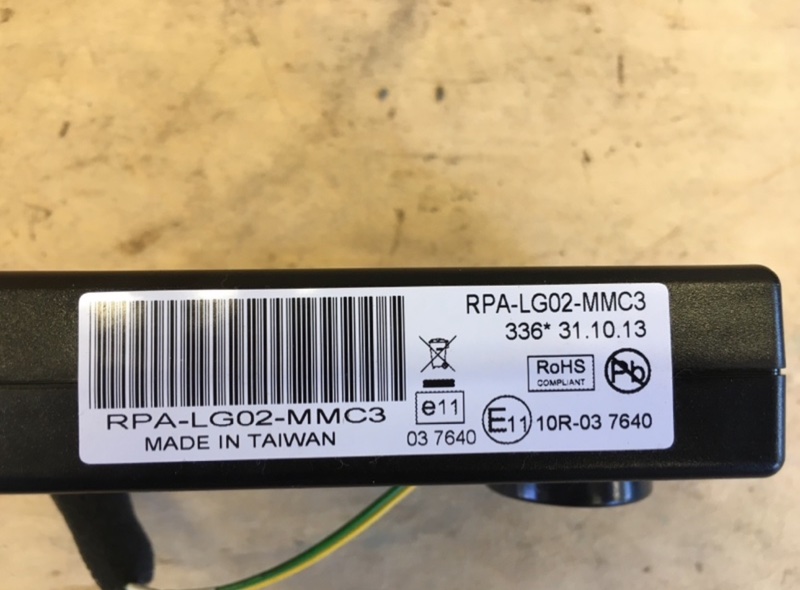 RPA-LG02-MMC3
336* 31.10.13
RoHS
COMPLIANT
Pb
e11
03 7640
E11 10R-03 7640
RPA-LG02-MMC3
MADE IN TAIWAN